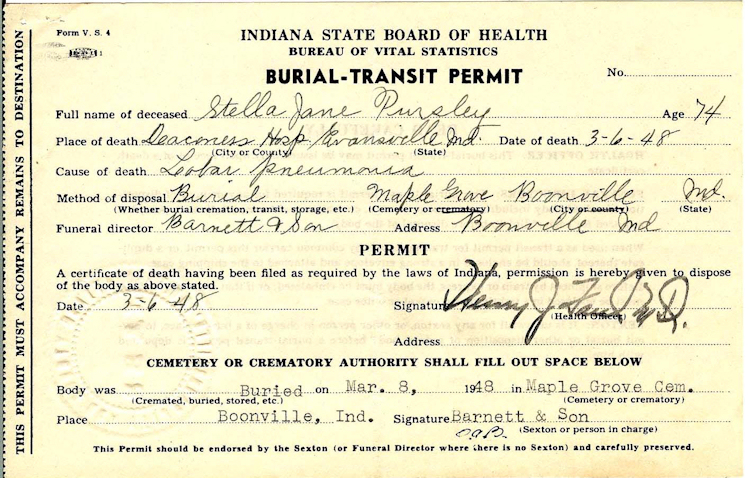 Form V. S. 4
INDIANA STATE BOARD OF HEALTH
BUREAU OF VITAL STATISTICS
BURIAL-TRANSIT PERMIT
No.
Full name of deceased Stella Jane Pursley Age 74
Place of death Deaconess Hosp Evansville Ind. Date of death 3-6-48
(City or County) (State)
Cause of death Lobar pneumonia
Method of disposal Burial Maple Grove Boonville Ind.
(Whether burial cremation, transit, storage, etc.) (Cemetery or crematory) (City or county) (State)
Funeral director Barnett & Son Address Boonville Ind
PERMIT
A certificate of death having been filed as required by the laws of Indiana, permission is hereby given to dispose
of the body as above stated.
Date 3-6-48 Signature Henry J
(Health Officer)
Address
CEMETERY OR CREMATORY AUTHORITY SHALL FILL OUT SPACE BELOW
Body was Buried on Mar. 8, 1948 in Maple Grove Cem.
(Cremated, buried, stored, etc.) (Cemetery or crematory)
Place Boonville, Ind. Signature Barnett & Son
(Sexton or person in charge)
This Permit should be endorsed by the Sexton (or Funeral Director where there is no Sexton) and carefully preserved.
THIS PERMIT MUST ACCOMPANY REMAINS TO DESTINATION